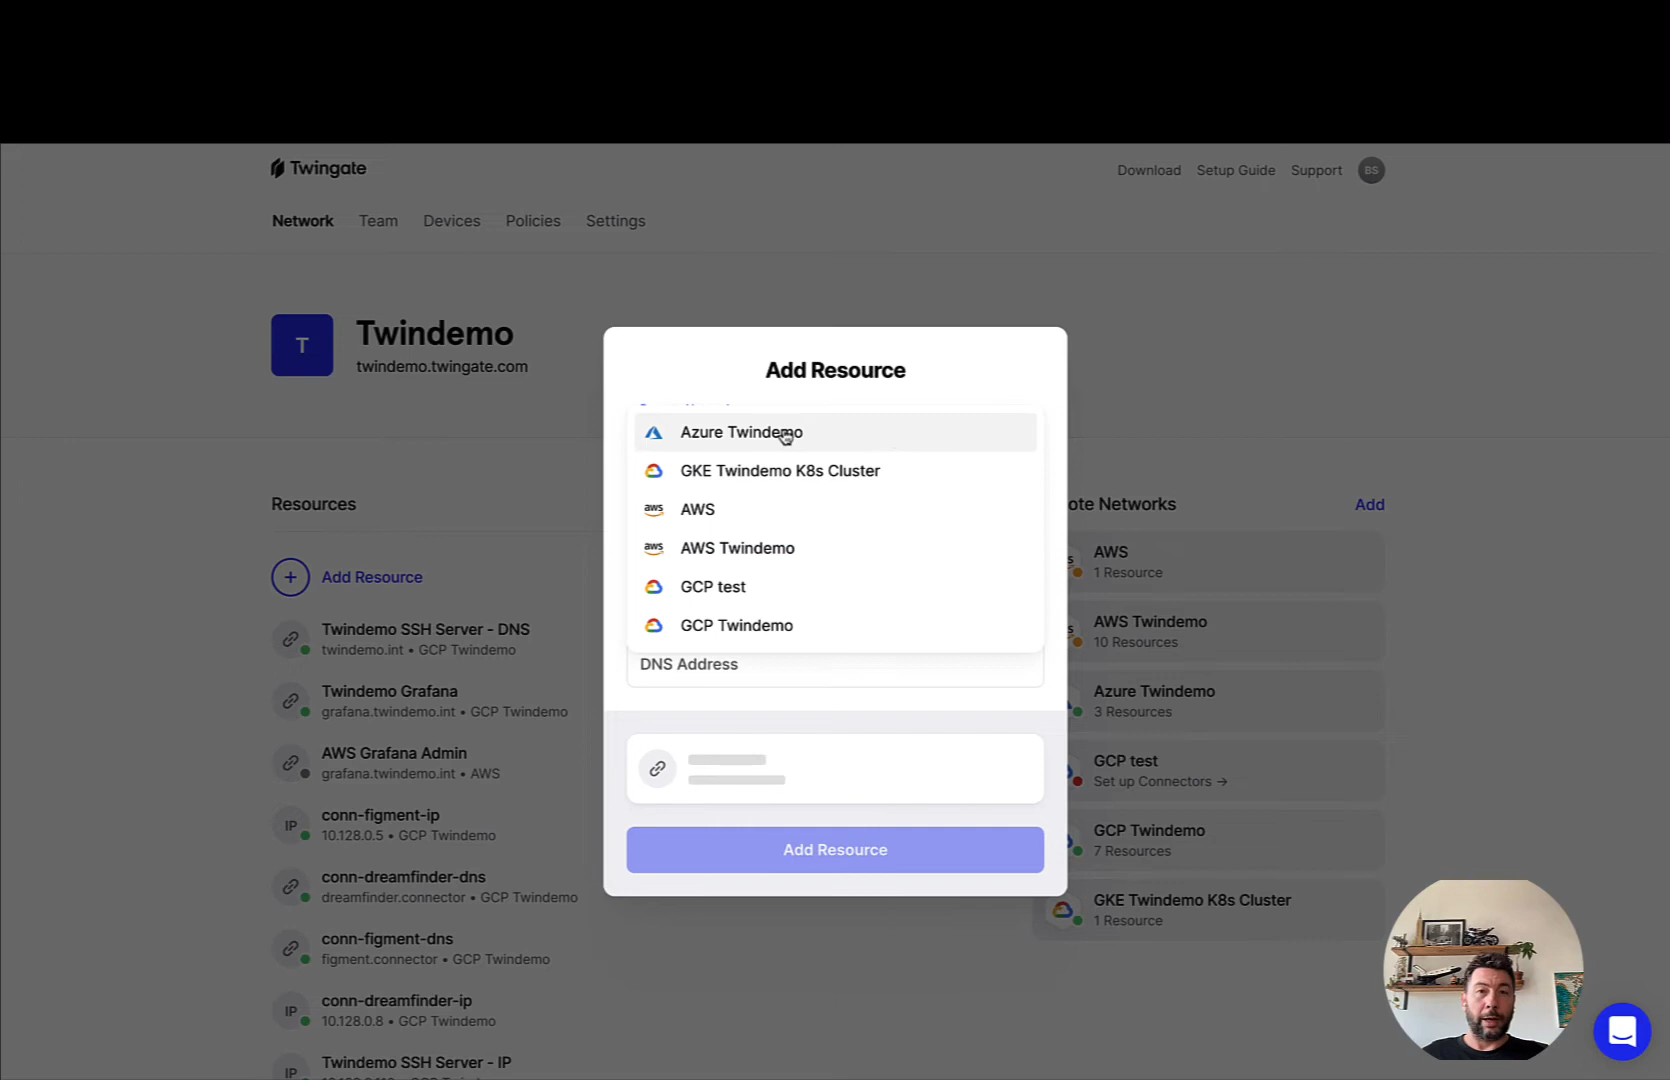 Twingate
Download Setup Guide Support BS
Network Team Devices Policies Settings
T
Twindemo
twindemo.twingate.com
Resources
Add Resource
Twindemo SSH Server - DNS
twindemo.int • GCP Twindemo
Twindemo Grafana
grafana.twindemo.int • GCP Twindemo
AWS Grafana Admin
grafana.twindemo.int • AWS
IP
conn-figment-ip
10.128.0.5 • GCP Twindemo
conn-dreamfinder-dns
dreamfinder.connector • GCP Twindemo
conn-figment-dns
figment.connector • GCP Twindemo
IP
conn-dreamfinder-ip
10.128.0.8 • GCP Twindemo
IP
Twindemo SSH Server - IP
Add Resource
Azure Twindemo
GKE Twindemo K8s Cluster
aws
AWS
aws
AWS Twindemo
GCP test
GCP Twindemo
DNS Address
Add Resource
ote Networks
Add
AWS
1 Resource
AWS Twindemo
10 Resources
Azure Twindemo
3 Resources
GCP test
Set up Connectors →
GCP Twindemo
7 Resources
GKE Twindemo K8s Cluster
1 Resource